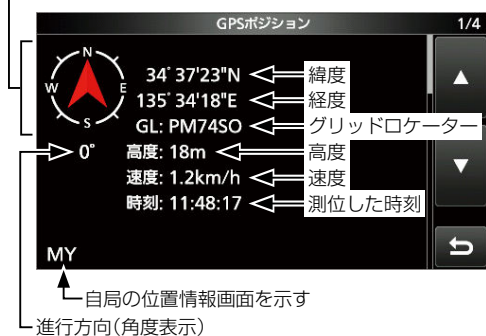 GPSポジション 1/4
N
W E
S
34°37'23"N 緯度
135°34'18"E 経度
GL: PM74SO グリッドロケーター
0° 高度: 18m 高度
速度: 1.2km/h 速度
時刻: 11:48:17 測位した時刻
MY
自局の位置情報画面を示す
進行方向(角度表示)